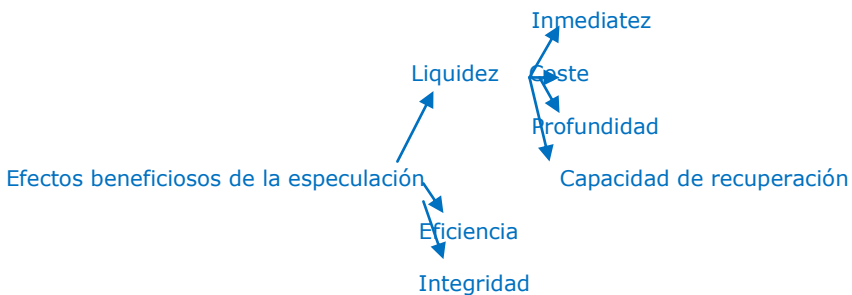 Inmediatez
Liquidez Coste
Profundidad
Efectos beneficiosos de la especulación Capacidad de recuperación
Eficiencia
Integridad